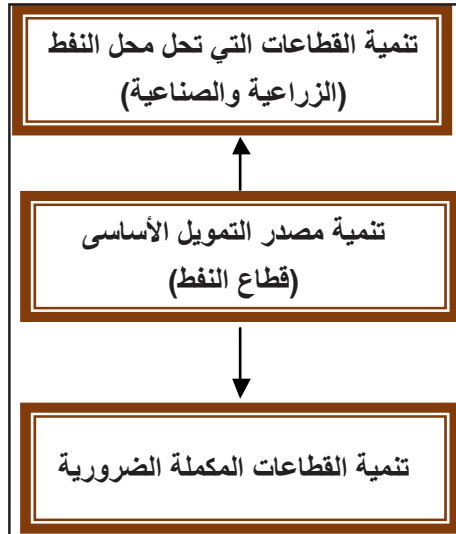 تنمية القطاعات التي تحل محل النفط
(الزراعية والصناعية)
تنمية مصدر التمويل الأساسى
(قطاع النفط)
تنمية القطاعات المكملة الضرورية